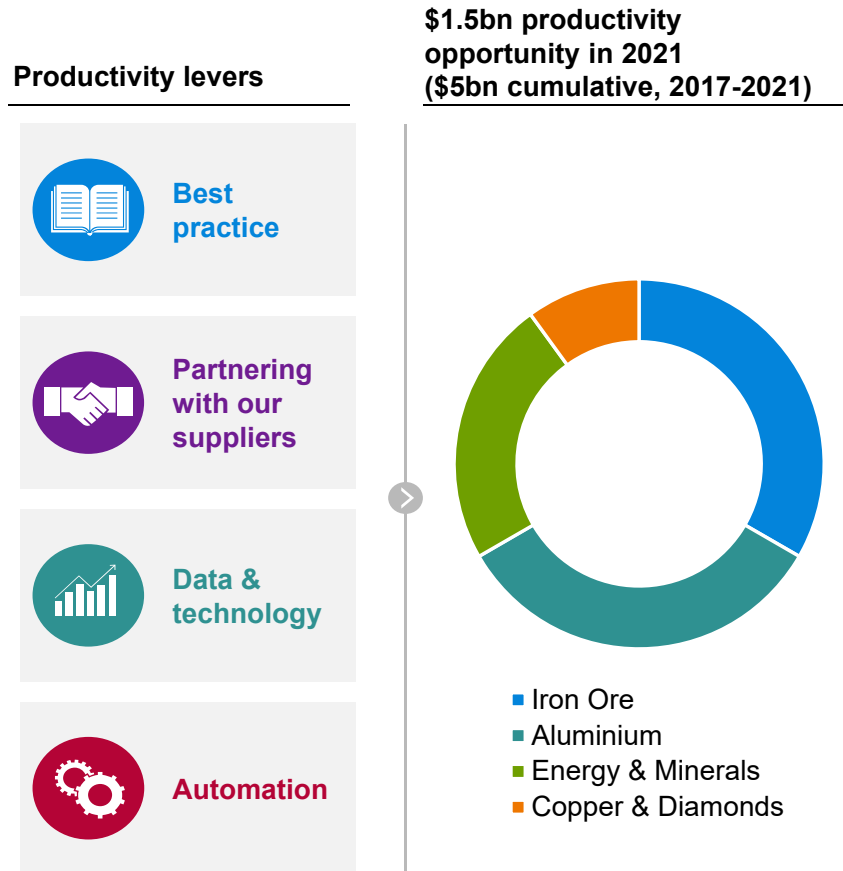 Productivity levers
Best
practice
Partnering
with our
suppliers
Data &
technology
Automation
$1.5bn productivity
opportunity in 2021
($5bn cumulative, 2017-2021)
Iron Ore
Aluminium
Energy & Minerals
Copper & Diamonds